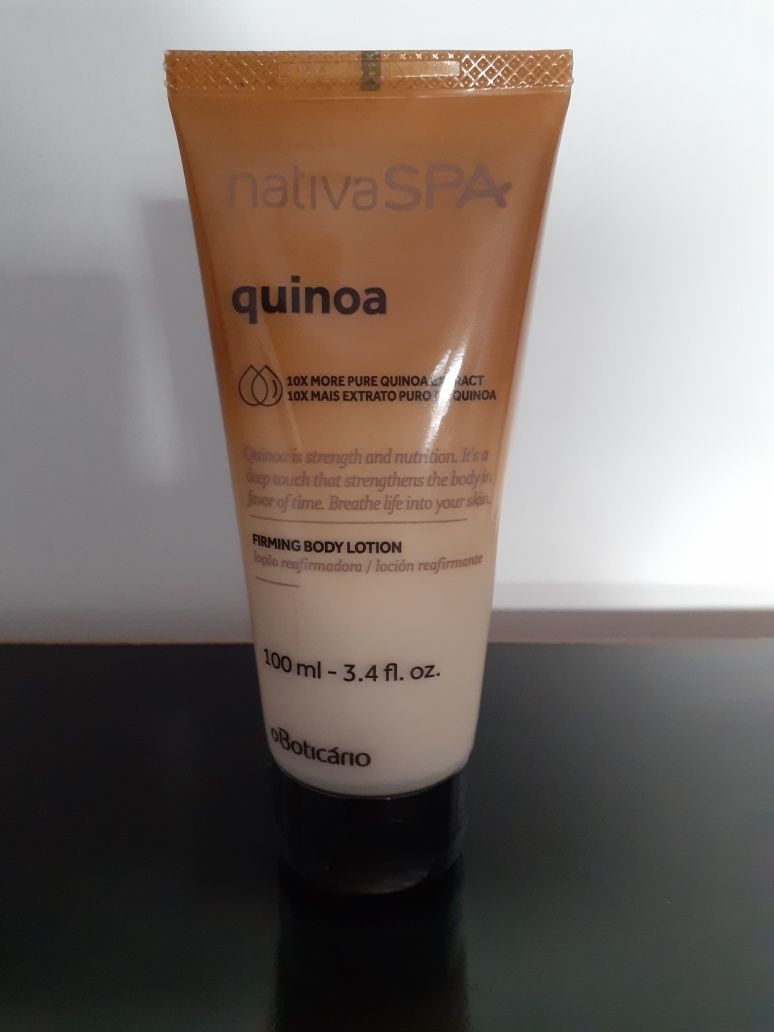 nativaSPA
quinoa
10X MORE PURE QUINOA EXTRACT
10X MAIS EXTRATO PURO DE QUINOA
Quinoa is strength and nutrition. It's a
deep touch that strengthens the body in
favor of time. Breathe life into your skin.
FIRMING BODY LOTION
loção reafirmadora / loción reafirmante
100 ml - 3.4 fl. oz.
oBoticário